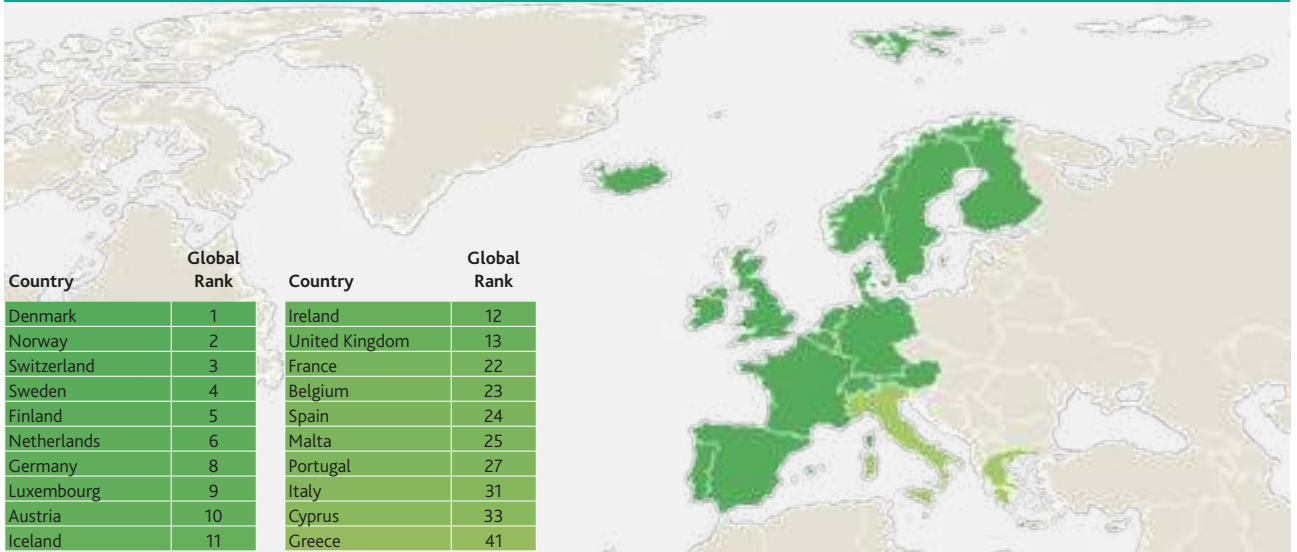 Country Global Rank
Denmark 1
Norway 2
Switzerland 3
Sweden 4
Finland 5
Netherlands 6
Germany 8
Luxembourg 9
Austria 10
Iceland 11
Country Global Rank
Ireland 12
United Kingdom 13
France 22
Belgium 23
Spain 24
Malta 25
Portugal 27
Italy 31
Cyprus 33
Greece 41